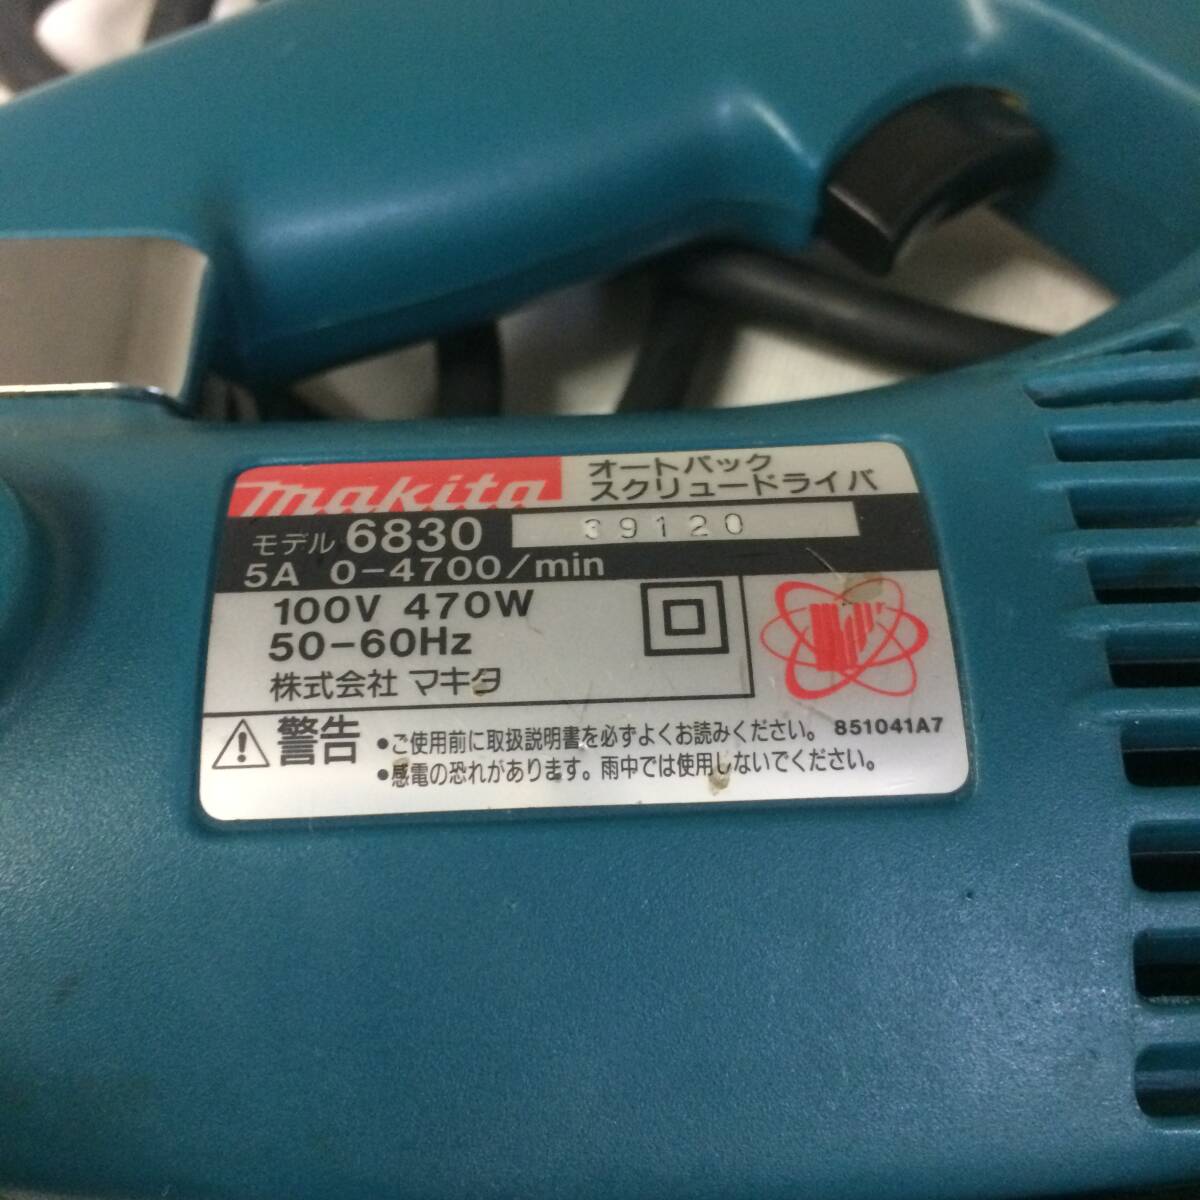 makita
オートパック
スクリュードライバ
モデル 6830 39120
5A 0-4700/min
100V 470W
50-60Hz
株式会社 マキタ
警告
•ご使用前に取扱説明書を必ずよくお読みください。
851041A7
•感電の恐れがあります。雨中では使用しないでください。